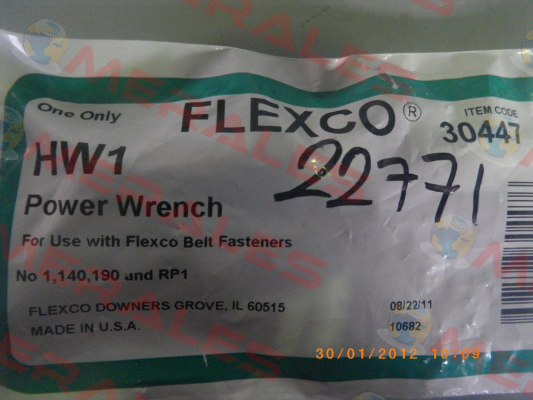 One Only
FLEXCO®
ITEM CODE
30447
HW1
22771
Power Wrench
For Use with Flexco Belt Fasteners
No 1,140,190 and RP1
FLEXCO DOWNERS GROVE, IL 60515
08/22/11
MADE IN U.S.A.
10682
30/01/2012 10:09
MERALES